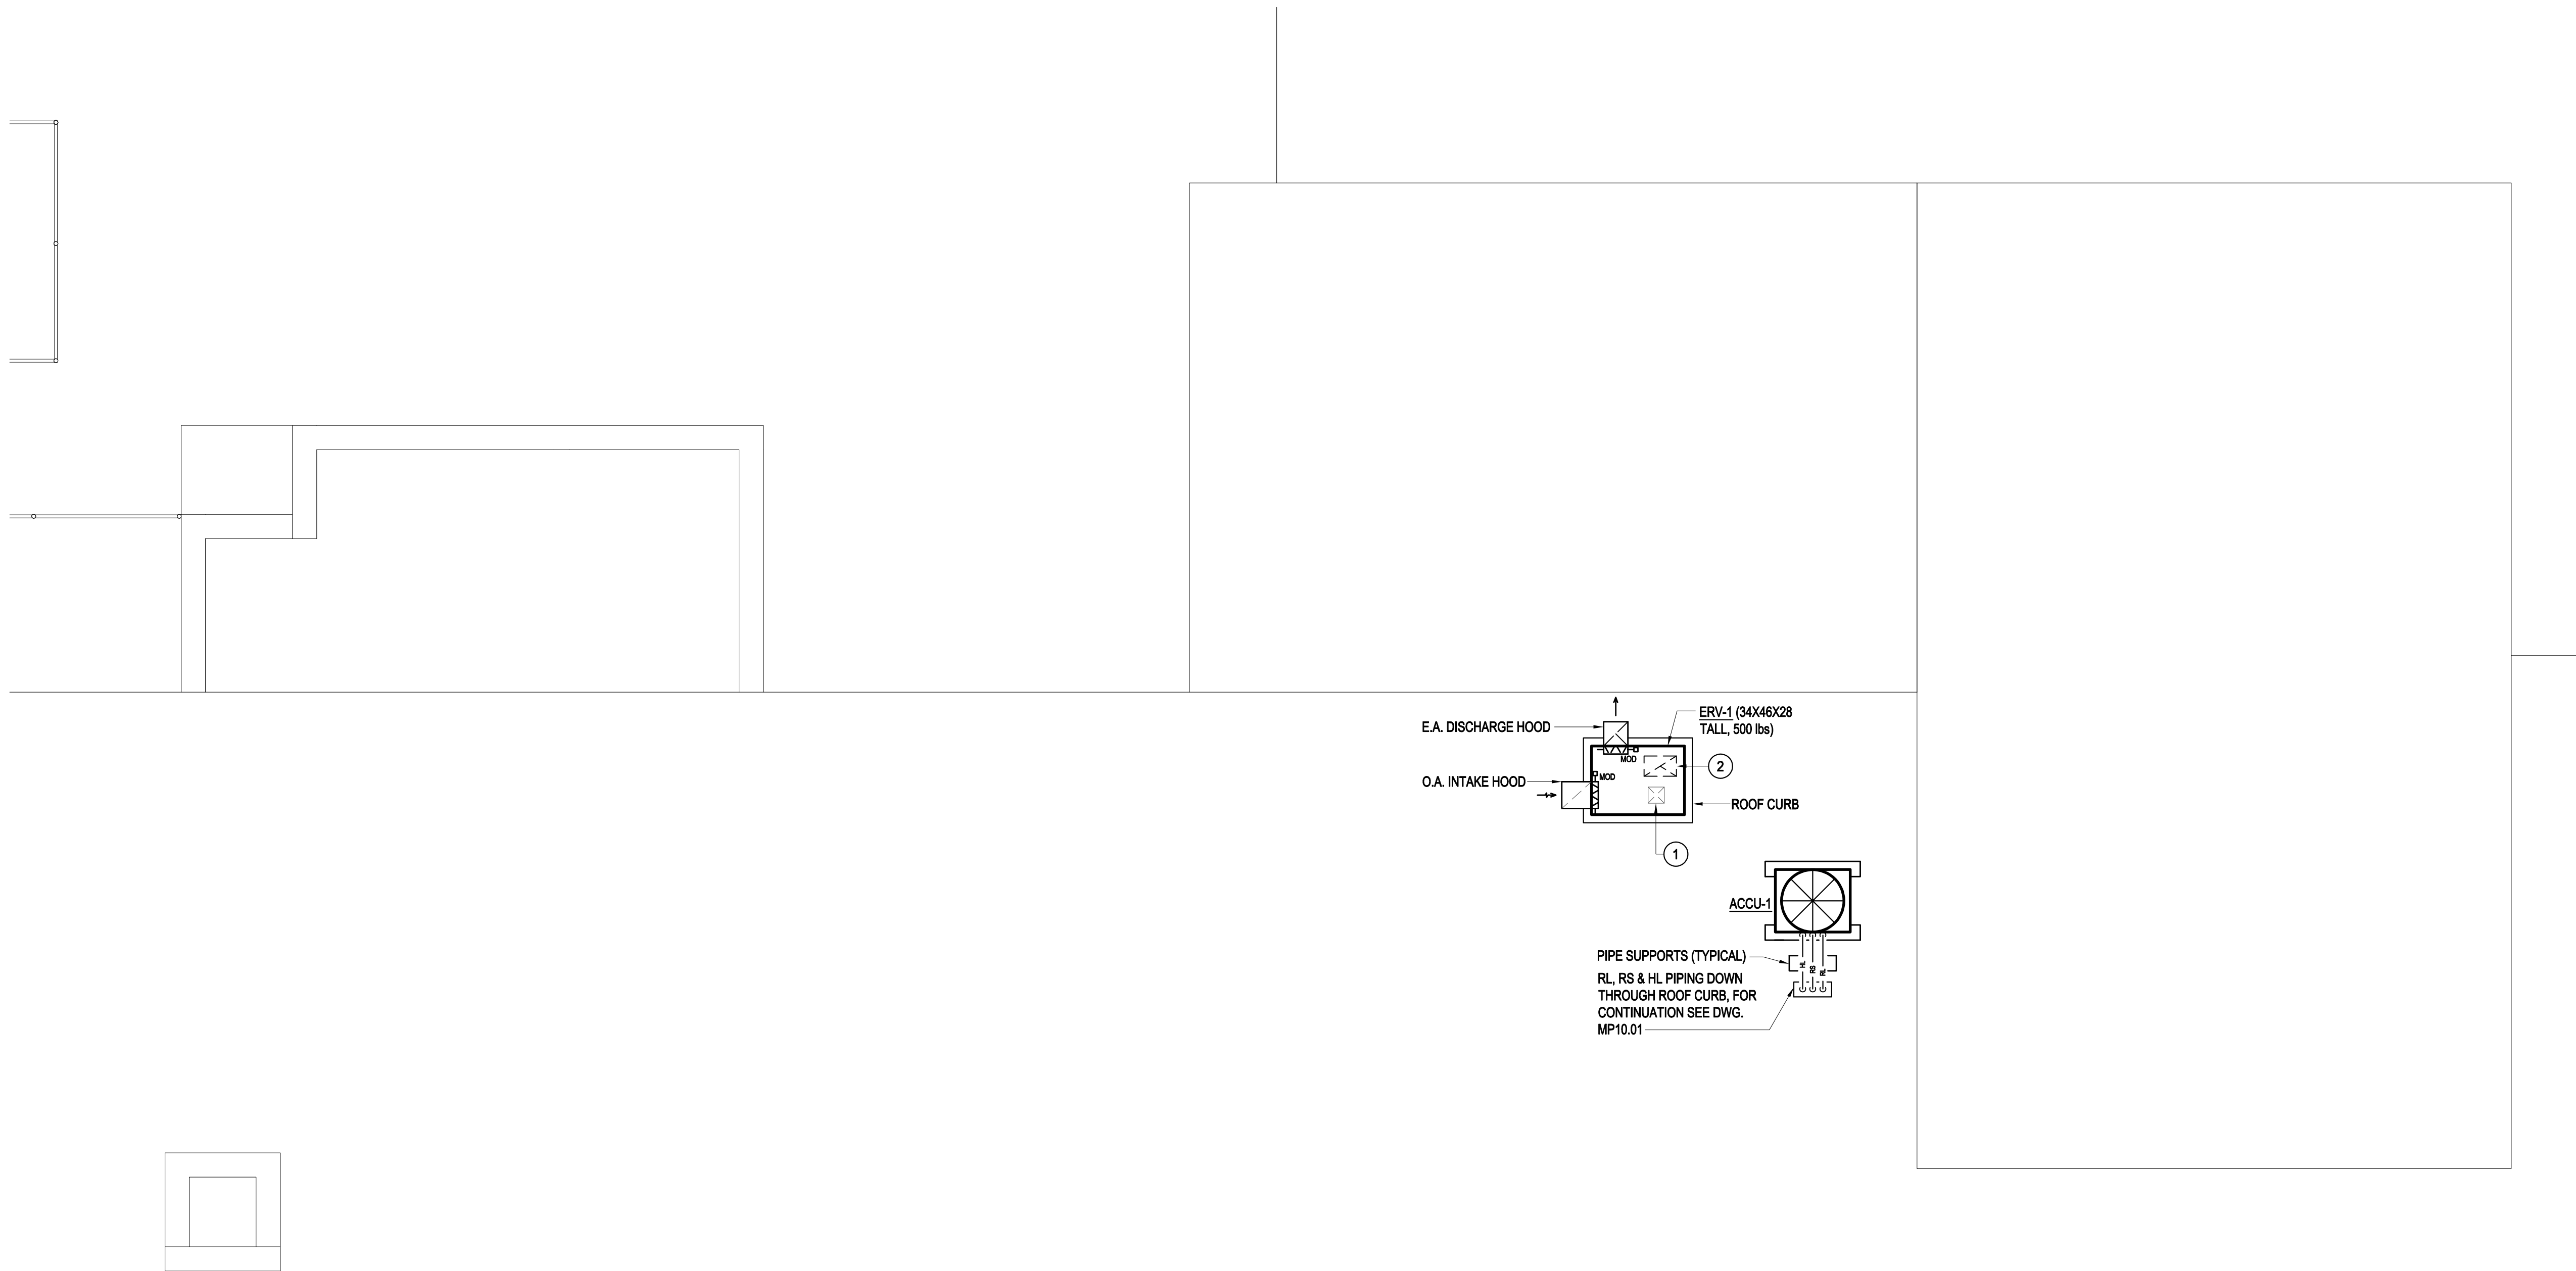 E.A. DISCHARGE HOOD
ERV-1 (34X46X28
TALL, 500 lbs)
MOD
2
O.A. INTAKE HOOD
MOD
ROOF CURB
1
ACCU-1
PIPE SUPPORTS (TYPICAL)
HL
RS
RL
RL, RS & HL PIPING DOWN
THROUGH ROOF CURB, FOR
CONTINUATION SEE DWG.
MP10.01